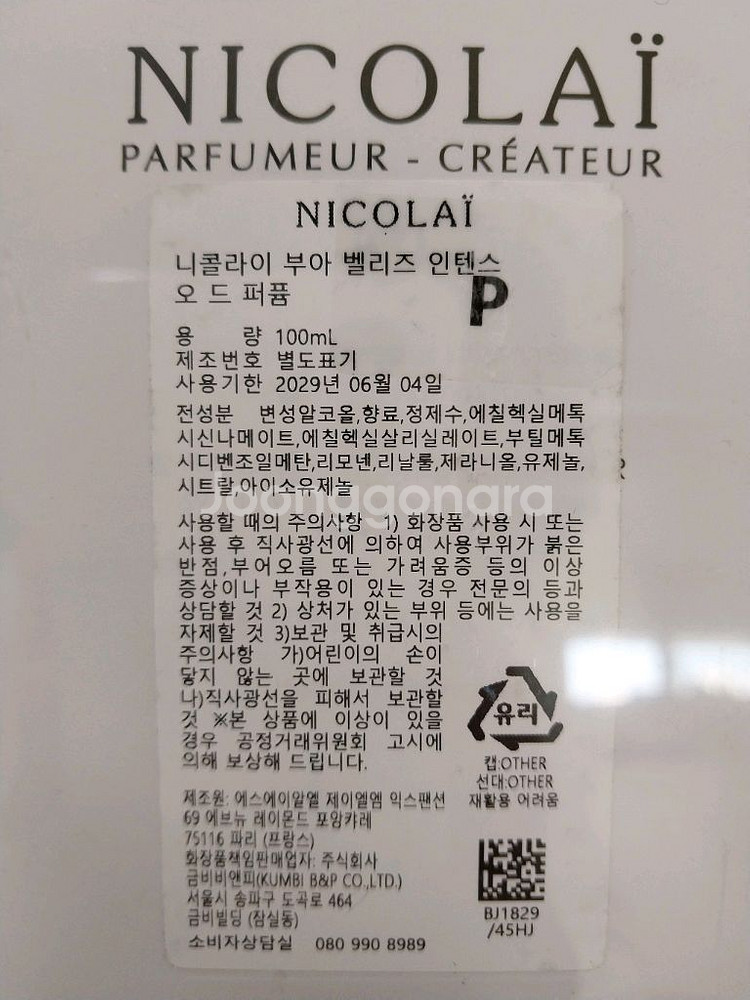 NICOLAÏ
PARFUMEUR - CRÉATEUR
NICOLAÏ
니콜라이 부아 벨리즈 인텐스
오 드 퍼퓸
P
용 량 100mL
제조번호 별도표기
사용기한 2029년 06월 04일
전성분 변성알코올,향료,정제수,에칠헥실메톡
시신나메이트,에칠헥실살리실레이트,부틸메톡
시디벤조일메탄,리모넨,리날룰,제라니올,유제놀,
시트랄,아이소유제놀
Joonggonara
사용할 때의 주의사항 1) 화장품 사용 시 또는
사용 후 직사광선에 의하여 사용부위가 붉은
반점,부어오름 또는 가려움증 등의 이상
증상이나 부작용이 있는 경우 전문의 등과
상담할 것 2) 상처가 있는 부위 등에는 사용을
자제할 것 3)보관 및 취급시의
주의사항 가)어린이의 손이
닿지 않는 곳에 보관할 것
나)직사광선을 피해서 보관할
것 ※본 상품에 이상이 있을
경우 공정거래위원회 고시에
의해 보상해 드립니다.
유리
캡:OTHER
선대:OTHER
재활용 어려움
제조원: 에스에이알엘 제이엘엠 익스팬션
69 에브뉴 레이몬드 포앙캬레
75116 파리 (프랑스)
화장품책임판매업자: 주식회사
금비비앤피(KUMBI B&P CO.,LTD.)
서울시 송파구 도곡로 464
금비빌딩 (잠실동)
소비자상담실 080 990 8989
BJ1829
/45HJ